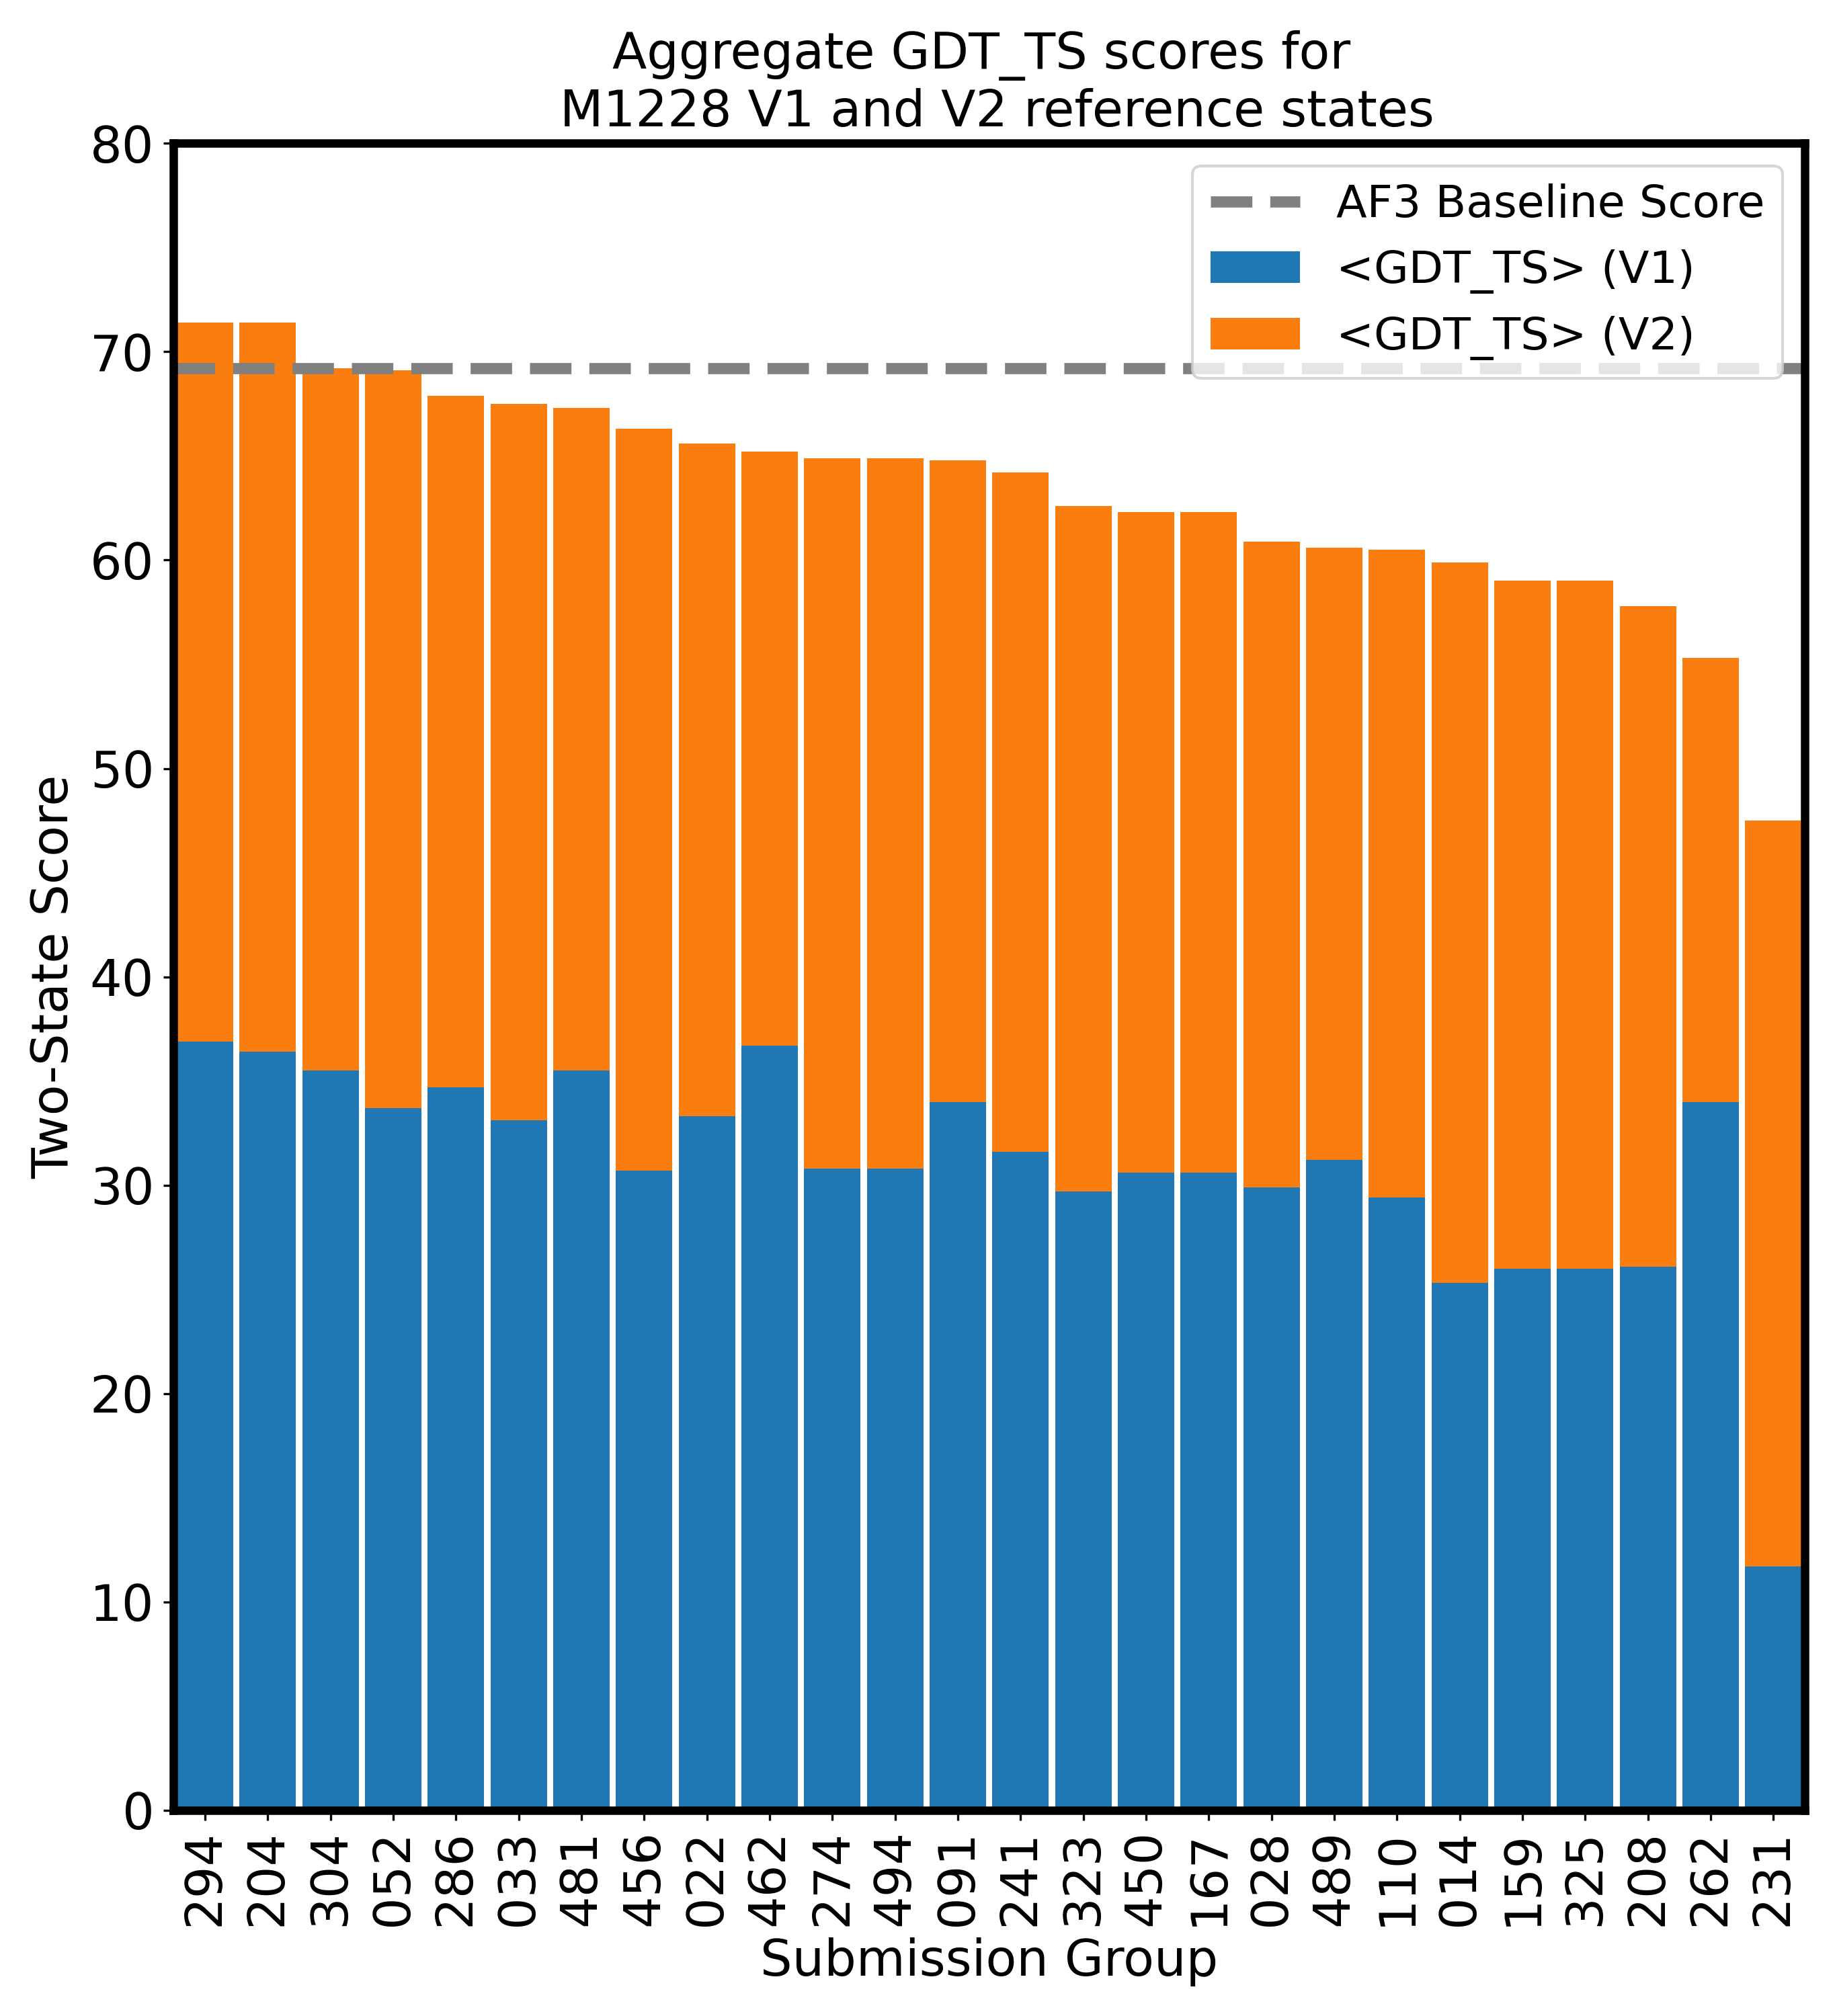 Aggregate GDT_TS scores for
M1228 V1 and V2 reference states
AF3 Baseline Score
<GDT_TS> (V1)
<GDT_TS> (V2)
Two-State Score
80
70
60
50
40
30
20
10
0
294 204 304 052 286 033 481 456 022 462 274 494 091 241 323 450 167 028 489 110 014 159 325 208 262 231
Submission Group